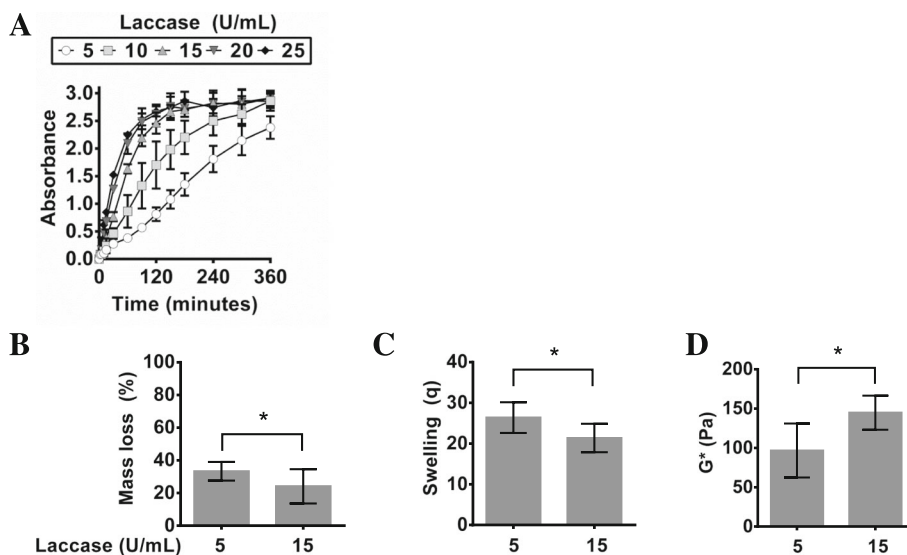 A
Laccase (U/mL)
5 10 15 20 25
Absorbance
3.0
2.5
2.0
1.5
1.0
0.5
0.0
0 120 240 360
Time (minutes)
B
Mass loss (%)
100
80
60
40
20
0
*
5 15
Laccase (U/mL)
C
Swelling (q)
40
30
20
10
0
*
5 15
D
G* (Pa)
200
150
100
50
0
*
5 15